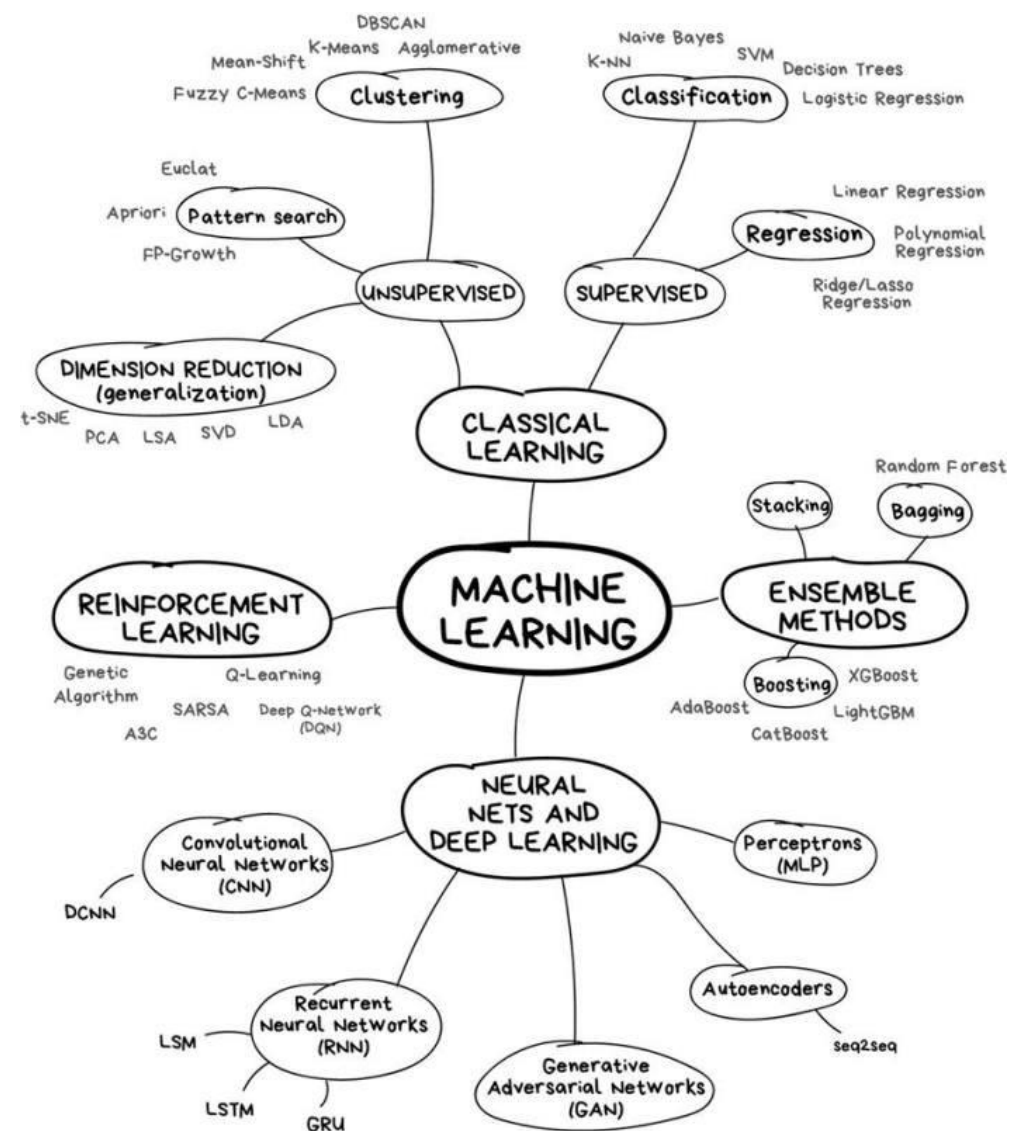 DBSCAN
K-Means
Agglomerative
Mean-Shift
Fuzzy C-Means
Clustering
Naive Bayes
K-NN
SVM
Decision Trees
Classification
Logistic Regression
Euclat
Apriori
Pattern search
FP-Growth
Linear Regression
Regression
Polynomial
Regression
Ridge/Lasso
Regression
UNSUPERVISED
SUPERVISED
DIMENSION REDUCTION
(generalization)
t-SNE
PCA
LSA
SVD
LDA
CLASSICAL
LEARNING
Random Forest
Stacking
Bagging
MACHINE
LEARNING
REINFORCEMENT
LEARNING
Genetic
Algorithm
Q-Learning
SARSA
Deep Q-Network
(DQN)
A3C
ENSEMBLE
METHODS
Boosting
XGBoost
AdaBoost
LightGBM
CatBoost
NEURAL
NETS AND
DEEP LEARNING
Convolutional
Neural Networks
(CNN)
DCNN
Perceptrons
(MLP)
Autoencoders
seq2seq
Recurrent
Neural Networks
(RNN)
LSM
LSTM
GRU
Generative
Adversarial Networks
(GAN)